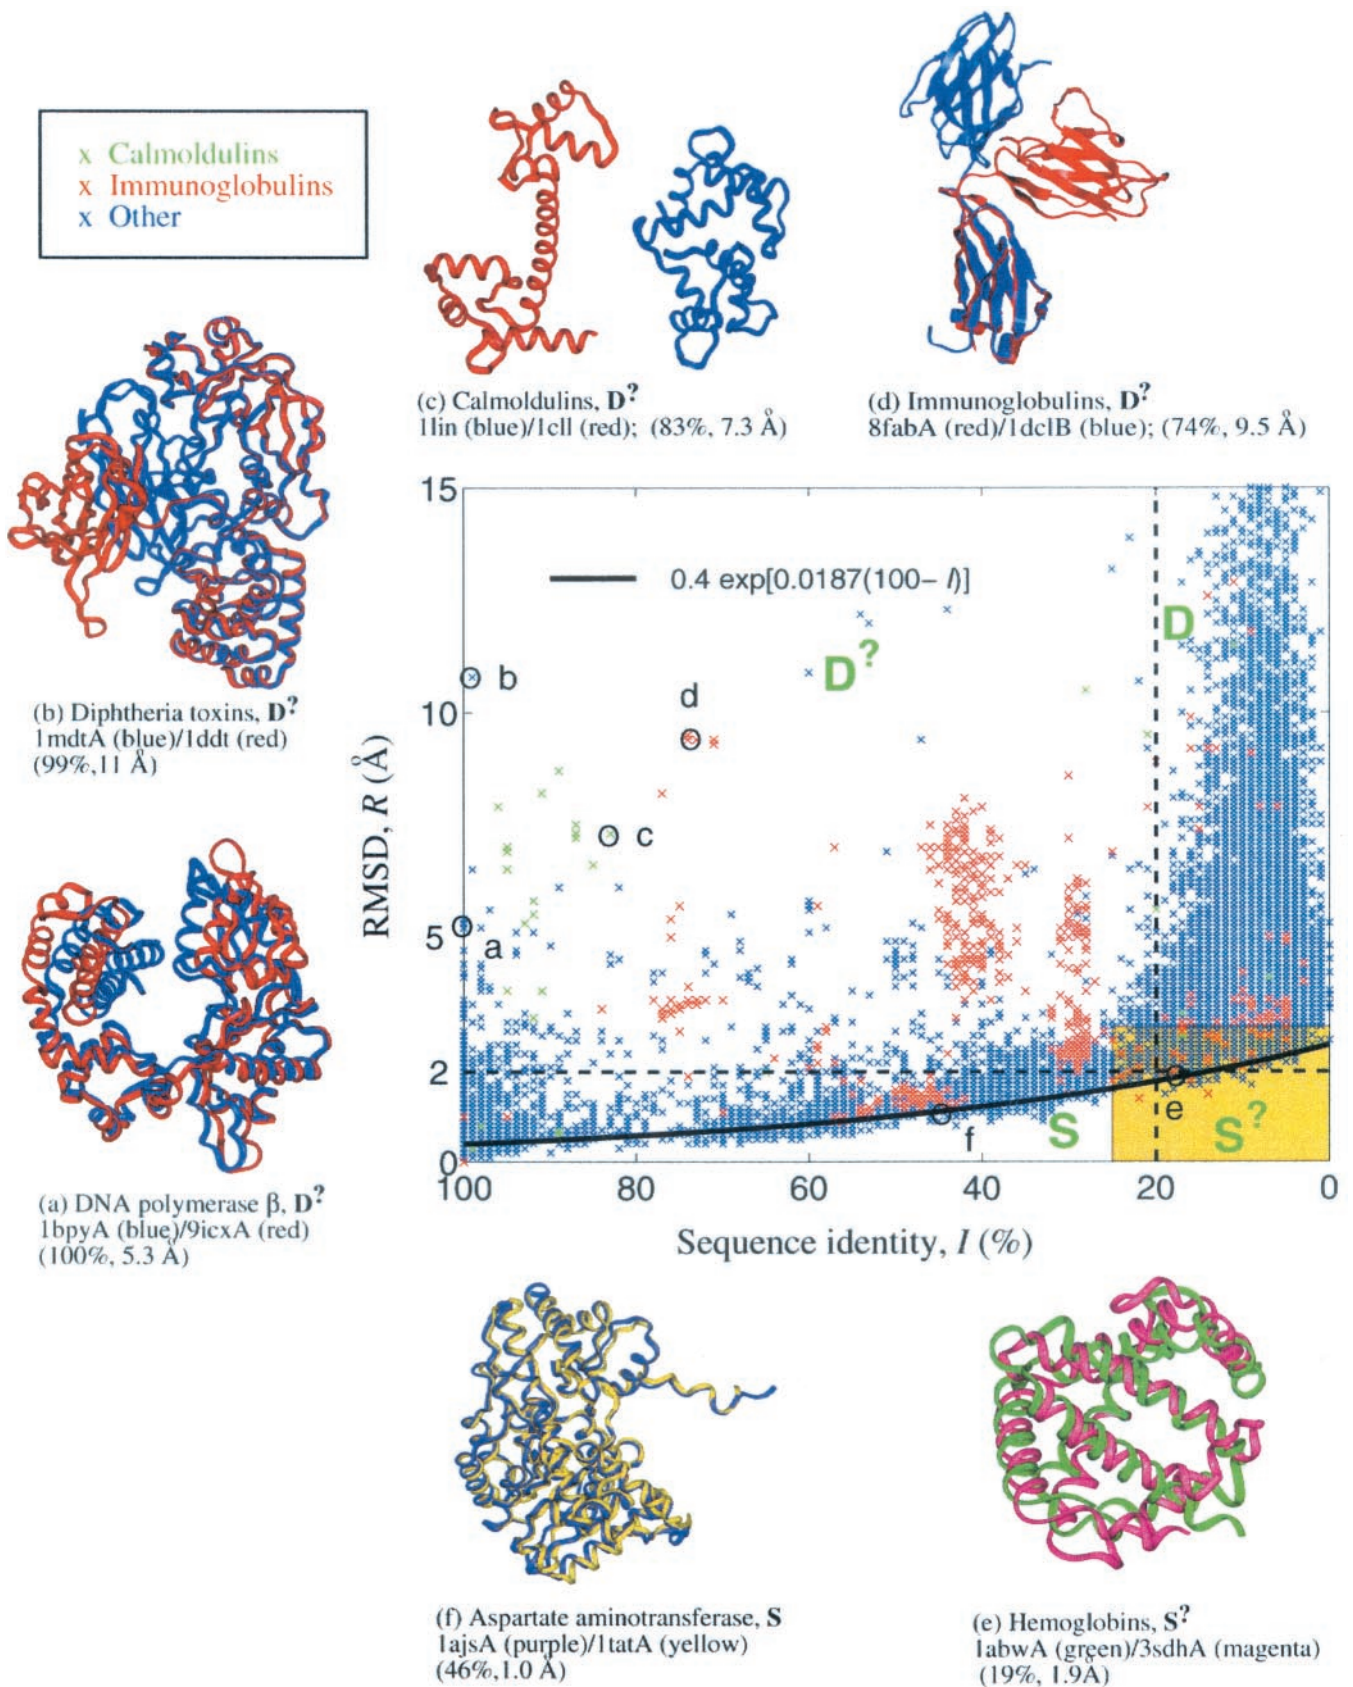 x Calmoldulins
x Immunoglobulins
x Other
(c) Calmoldulins, D?
1lin (blue)/1cll (red); (83%, 7.3 Å)
(d) Immunoglobulins, D?
8fabA (red)/1dclB (blue); (74%, 9.5 Å)
(b) Diphtheria toxins, D?
1mdtA (blue)/1ddt (red)
(99%,11 Å)
(a) DNA polymerase β, D?
1bpyA (blue)/9icxA (red)
(100%, 5.3 Å)
15
10
5
2
0
RMSD, R (Å)
0.4 exp[0.0187(100– I)]
D?
D
S
S?
a
b
c
d
e
f
100 80 60 40 20 0
Sequence identity, I (%)
(f) Aspartate aminotransferase, S
1ajsA (purple)/1tatA (yellow)
(46%,1.0 Å)
(e) Hemoglobins, S?
1abwA (green)/3sdhA (magenta)
(19%, 1.9Å)